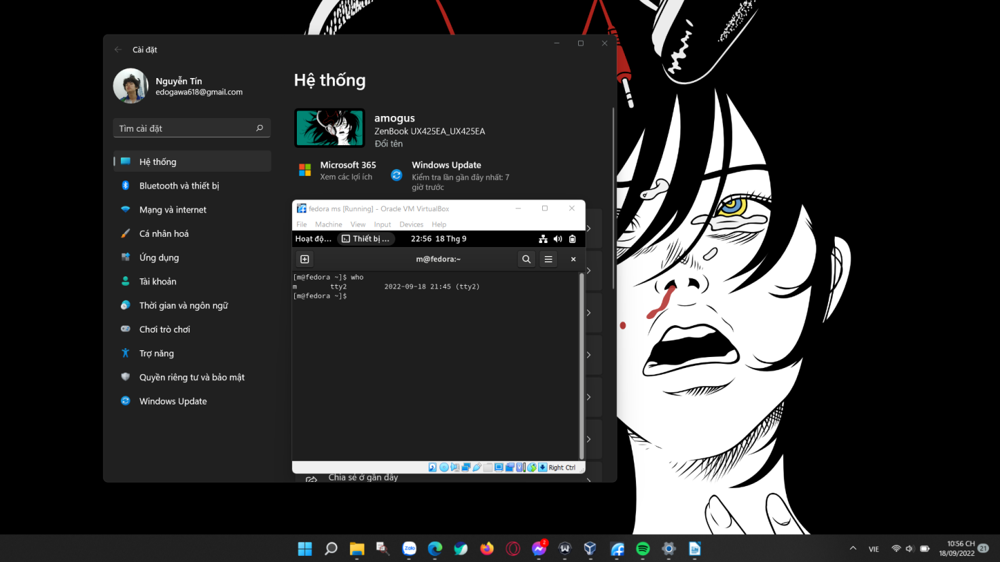 Cài đặt
Nguyễn Tín
edogawa618@gmail.com
Tìm cài đặt
Hệ thống
Bluetooth và thiết bị
Mạng và internet
Cá nhân hoá
Ứng dụng
Tài khoản
Thời gian và ngôn ngữ
Chơi trò chơi
Trợ năng
Quyền riêng tư và bảo mật
Windows Update
Hệ thống
amogus
ZenBook UX425EA_UX425EA
Đổi tên
Microsoft 365
Xem các lợi ích
Windows Update
Kiểm tra lần gần đây nhất: 7
giờ trước
fedora ms [Running] - Oracle VM VirtualBox
File Machine View Input Devices Help
Hoạt độ... Thiết bị ... 22:56 18 Thg 9
m@fedora:~
[m@fedora ~]$ who
m tty2 2022-09-18 21:45 (tty2)
[m@fedora ~]$
Right Ctrl
Chia sẻ ở gần đây
Zalo 2 VIE 10:56 CH 21
18/09/2022